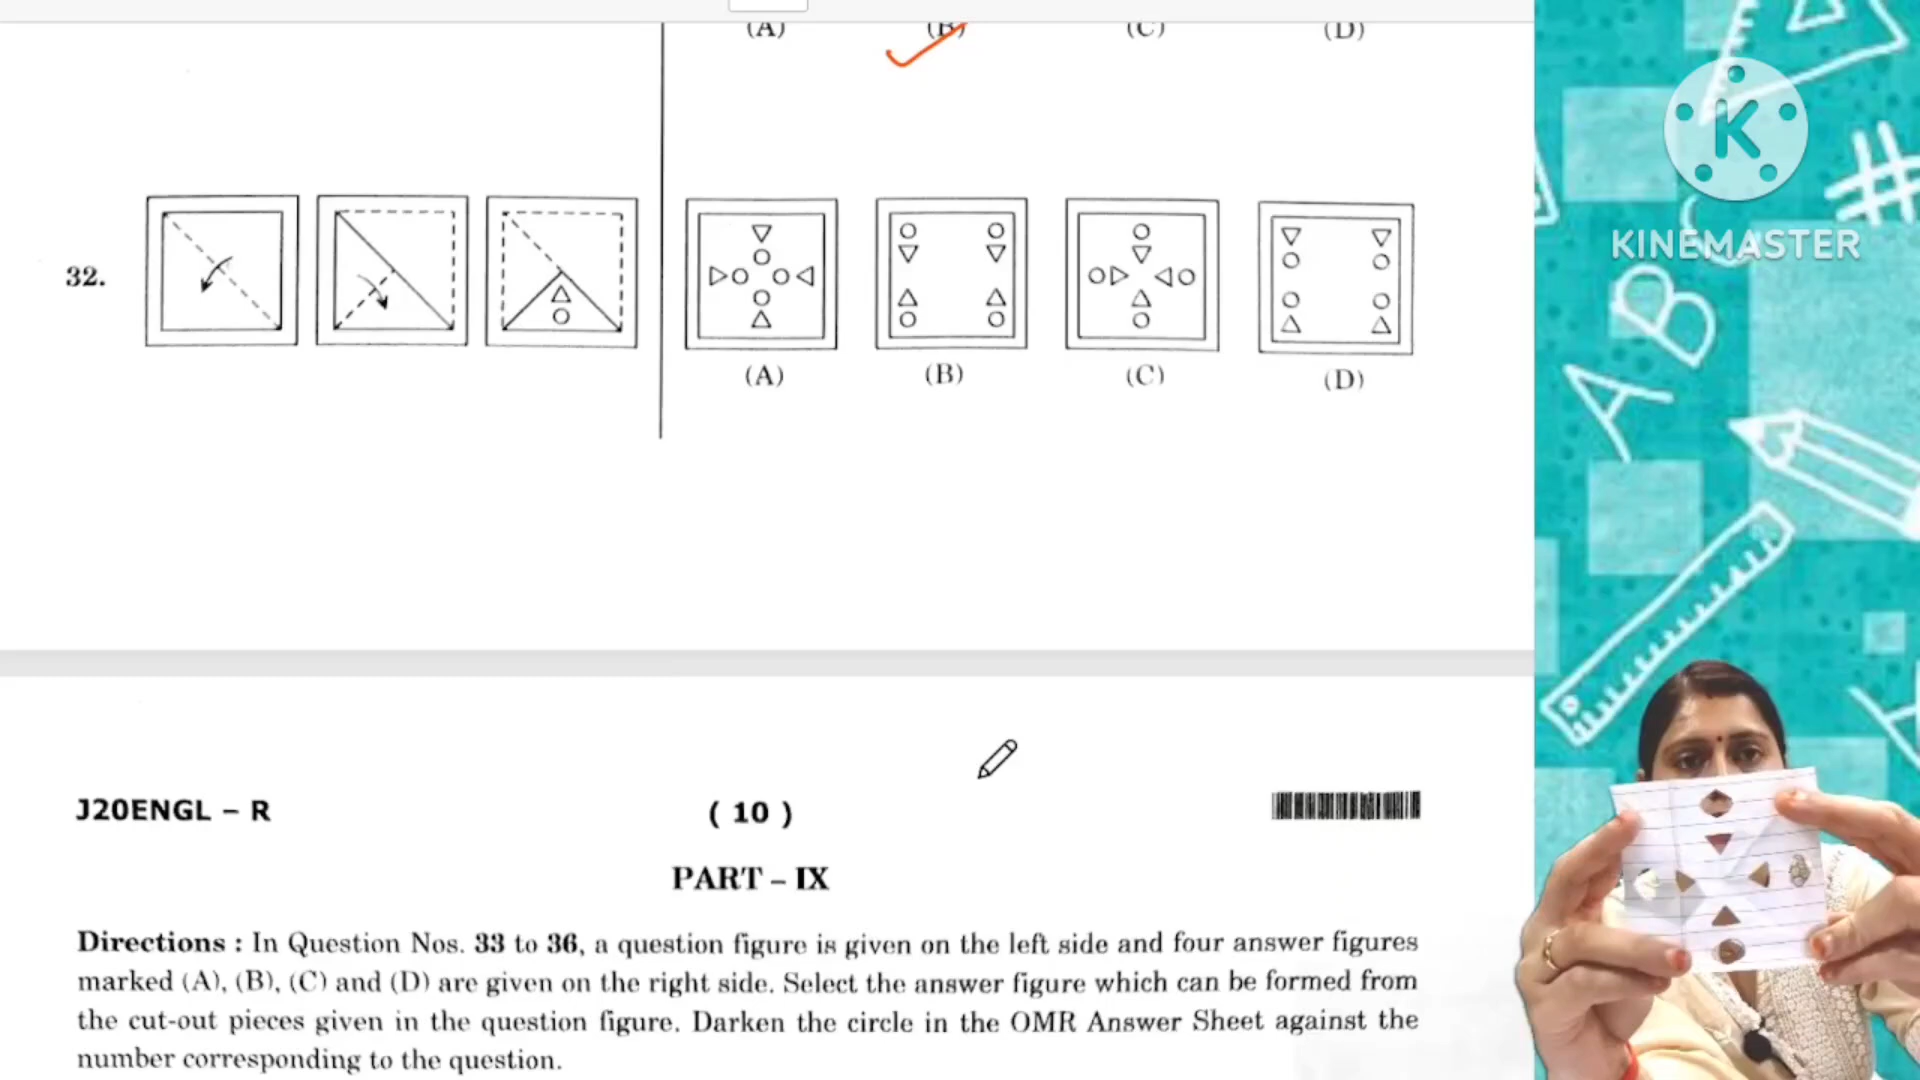 (A) (B) (C) (D)
KINEMASTER
32.
(A) (B) (C) (D)
J20ENGL – R ( 10 )
PART – IX
Directions : In Question Nos. 33 to 36, a question figure is given on the left side and four answer figures
marked (A), (B), (C) and (D) are given on the right side. Select the answer figure which can be formed from
the cut-out pieces given in the question figure. Darken the circle in the OMR Answer Sheet against the
number corresponding to the question.
A B C
#